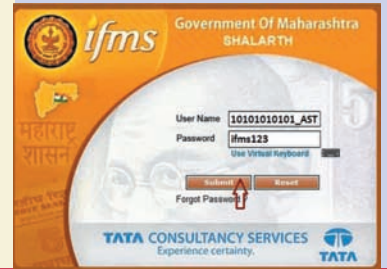 ifms
Government Of Maharashtra
SHALARTH
महाराष्ट्र
शासन
User Name 10101010101_AST
Password ifms123
Use Virtual Keyboard
Submit Reset
Forgot Password ?
TATA CONSULTANCY SERVICES
Experience certainty.
TATA